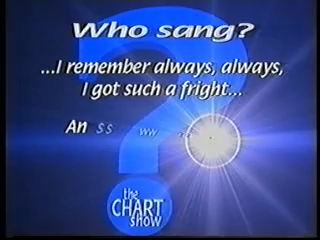 Who sang?
...I remember always, always,
I got such a fright...
An
the
CHART
show